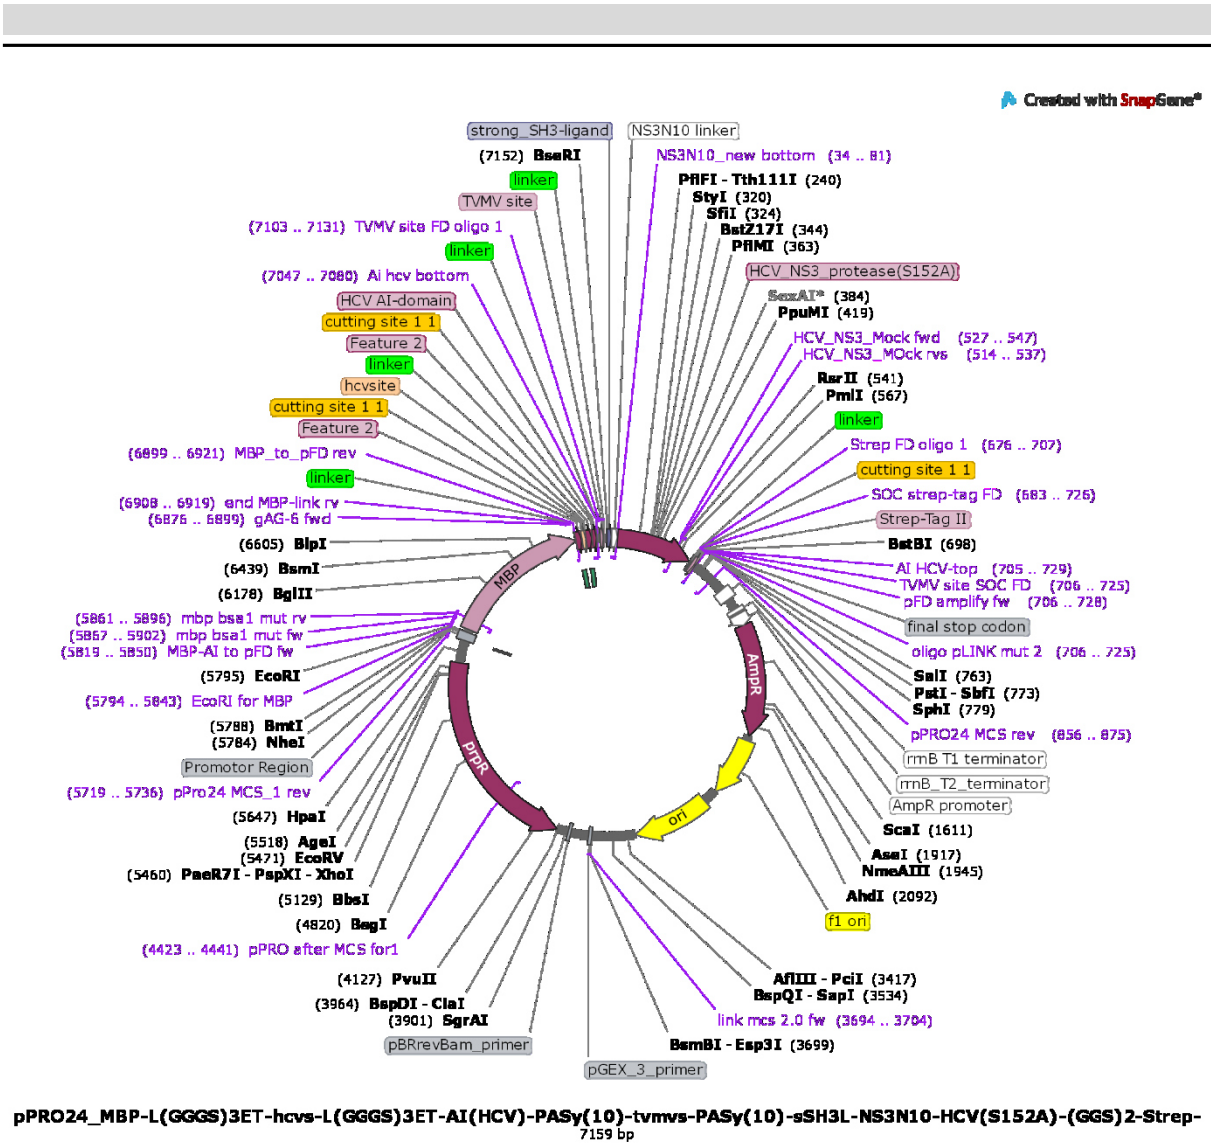 Created with SnapGene®
strong_SH3-ligand
NS3N10 linker
(7152) BseRI
NS3N10_new bottom (34 .. 81)
linker
PflFI - Tth111I (240)
TVMV site
StyI (320)
SfiI (324)
(7103 .. 7131) TVMV site FD oligo 1
BstZ17I (344)
linker
PflMI (363)
(7047 .. 7080) Ai hcv bottom
HCV_NS3_protease(S152A)
HCV AI-domain
SexAI* (384)
cutting site 1 1
PpuMI (419)
Feature 2
HCV_NS3_Mock fwd (527 .. 547)
linker
HCV_NS3_MOck rvs (514 .. 537)
hcvsite
RsrII (541)
cutting site 1 1
PmlI (567)
Feature 2
linker
(6899 .. 6921) MBP_to_pFD rev
Strep FD oligo 1 (676 .. 707)
linker
cutting site 1 1
(6908 .. 6919) end MBP-link rv
SOC strep-tag FD (683 .. 726)
(6876 .. 6899) gAG-6 fwd
Strep-Tag II
(6605) BlpI
BstBI (698)
(6439) BsmI
AI HCV-top (705 .. 729)
(6178) BglII
TVMV site SOC FD (706 .. 725)
pFD amplify fw (706 .. 728)
(5861 .. 5896) mbp bsa1 mut rv
final stop codon
(5867 .. 5902) mbp bsa1 mut fw
(5819 .. 5850) MBP-AI to pFD fw
oligo pLINK mut 2 (706 .. 725)
(5795) EcoRI
SalI (763)
(5794 .. 5843) EcoRI for MBP
PstI - SbfI (773)
SphI (779)
(5788) BmtI
(5784) NheI
pPRO24 MCS rev (856 .. 875)
Promotor Region
rrnB T1 terminator
(5719 .. 5736) pPro24 MCS_1 rev
rrnB_T2_terminator
(5647) HpaI
AmpR promoter
(5518) AgeI
ScaI (1611)
(5471) EcoRV
AseI (1917)
(5460) PaeR7I - PspXI - XhoI
NmeAIII (1945)
(5129) BbsI
AhdI (2092)
(4820) BsgI
f1 ori
(4423 .. 4441) pPRO after MCS for1
(4127) PvuII
AflIII - PciI (3417)
(3964) BspDI - ClaI
BspQI - SapI (3534)
(3901) SgrAI
link mcs 2.0 fw (3694 .. 3704)
pBRrevBam_primer
BsmBI - Esp3I (3699)
pGEX_3_primer
MBP
AmpR
prpR
ori
pPRO24_MBP-L(GGGS)3ET-hcvs-L(GGGS)3ET-AI(HCV)-PASy(10)-tvmvs-PASy(10)-sSH3L-NS3N10-HCV(S152A)-(GGS)2-Strep-
7159 bp